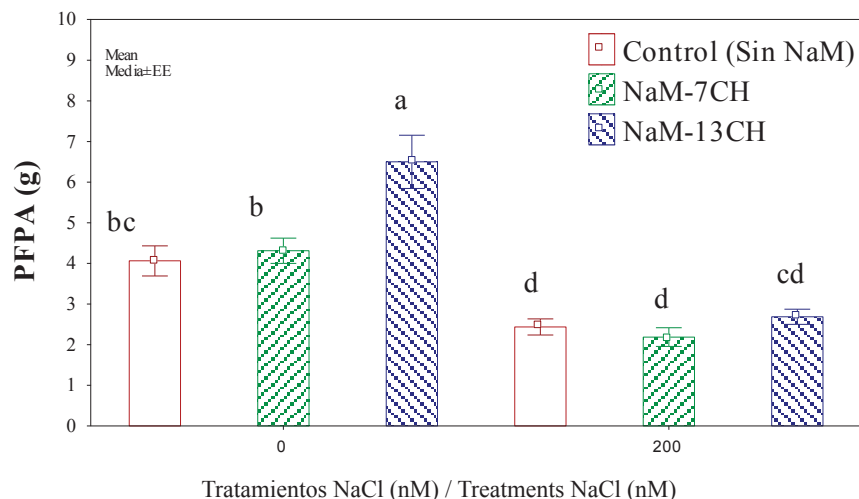 10
9
8
7
6
5
4
3
2
1
0
PFPA (g)
Mean
Media±EE
Control (Sin NaM)
NaM-7CH
NaM-13CH
bc
b
a
d
d
cd
0
200
Tratamientos NaCl (nM) / Treatments NaCl (nM)